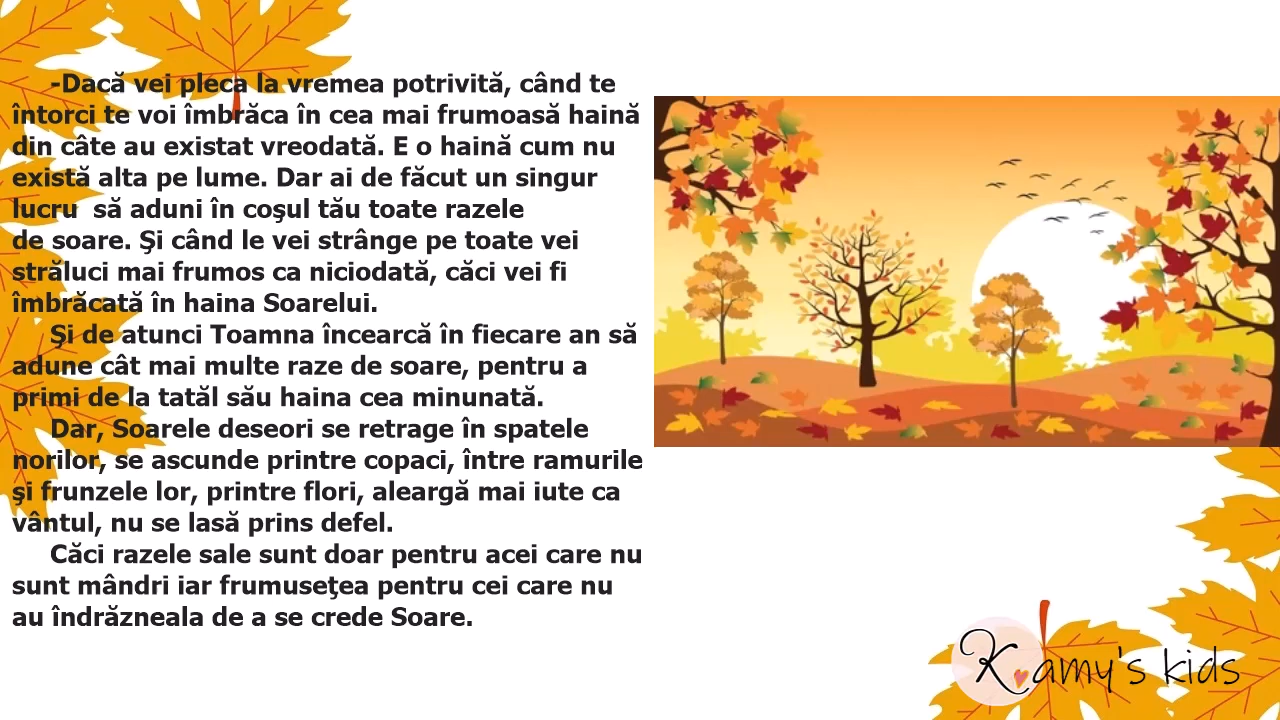 -Dacă vei pleca la vremea potrivită, când te
întorci te voi îmbrăca în cea mai frumoasă haină
din câte au existat vreodată. E o haină cum nu
există alta pe lume. Dar ai de făcut un singur
lucru  să aduni în coşul tău toate razele
de soare. Şi când le vei strânge pe toate vei
străluci mai frumos ca niciodată, căci vei fi
îmbrăcată în haina Soarelui.
Şi de atunci Toamna încearcă în fiecare an să
adune cât mai multe raze de soare, pentru a
primi de la tatăl său haina cea minunată.
Dar, Soarele deseori se retrage în spatele
norilor, se ascunde printre copaci, între ramurile
şi frunzele lor, printre flori, aleargă mai iute ca
vântul, nu se lasă prins defel.
Căci razele sale sunt doar pentru acei care nu
sunt mândri iar frumuseţea pentru cei care nu
au îndrăzneala de a se crede Soare.
Kamy's kids